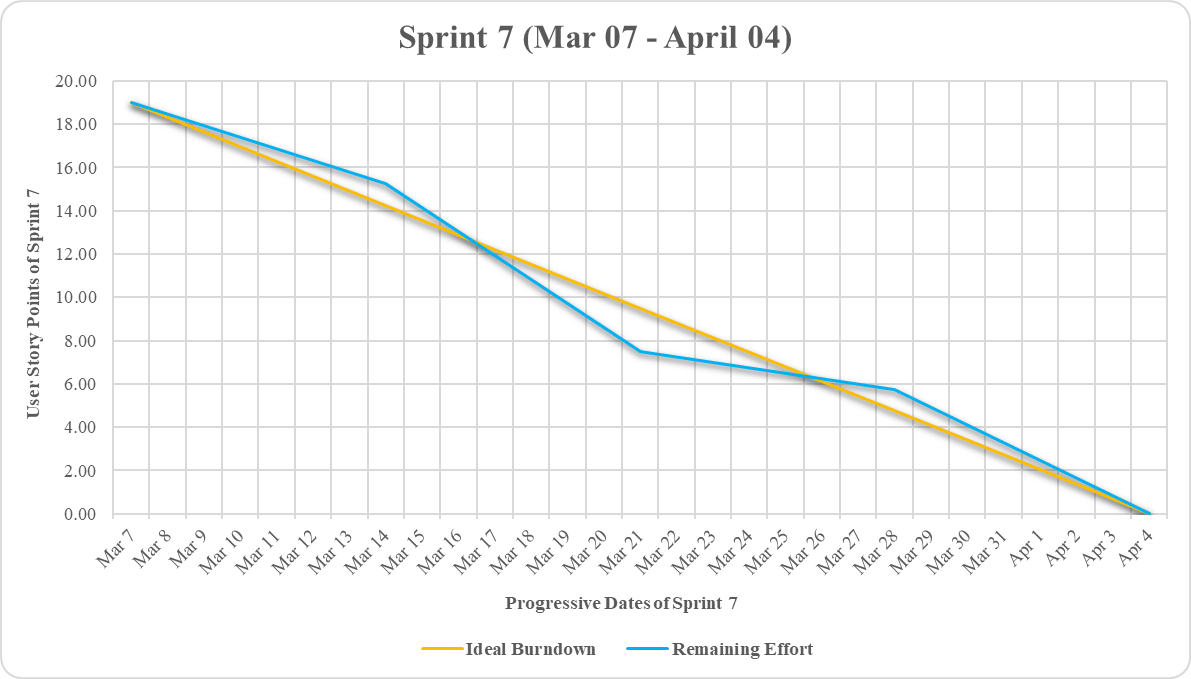 Sprint 7 (Mar 07 - April 04)
User Story Points of Sprint 7
20.00
18.00
16.00
14.00
12.00
10.00
8.00
6.00
4.00
2.00
0.00
Mar 7
Mar 8
Mar 9
Mar 10
Mar 11
Mar 12
Mar 13
Mar 14
Mar 15
Mar 16
Mar 17
Mar 18
Mar 19
Mar 20
Mar 21
Mar 22
Mar 23
Mar 24
Mar 25
Mar 26
Mar 27
Mar 28
Mar 29
Mar 30
Mar 31
Apr 1
Apr 2
Apr 3
Apr 4
Progressive Dates of Sprint 7
Ideal Burndown
Remaining Effort